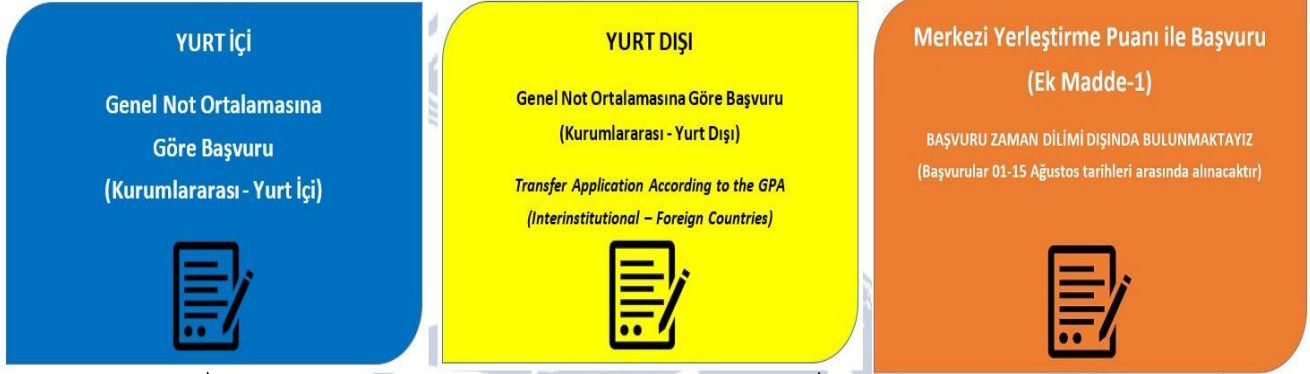 YURT İÇİ
Genel Not Ortalamasına
Göre Başvuru
(Kurumlararası - Yurt İçi)
YURT DIŞI
Genel Not Ortalamasına Göre Başvuru
(Kurumlararası - Yurt Dışı)
Transfer Application According to the GPA
(Interinstitutional – Foreign Countries)
Merkezi Yerleştirme Puanı ile Başvuru
(Ek Madde-1)
BAŞVURU ZAMAN DİLİMİ DIŞINDA BULUNMAKTAYIZ
(Başvurular 01-15 Ağustos tarihleri arasında alınacaktır)